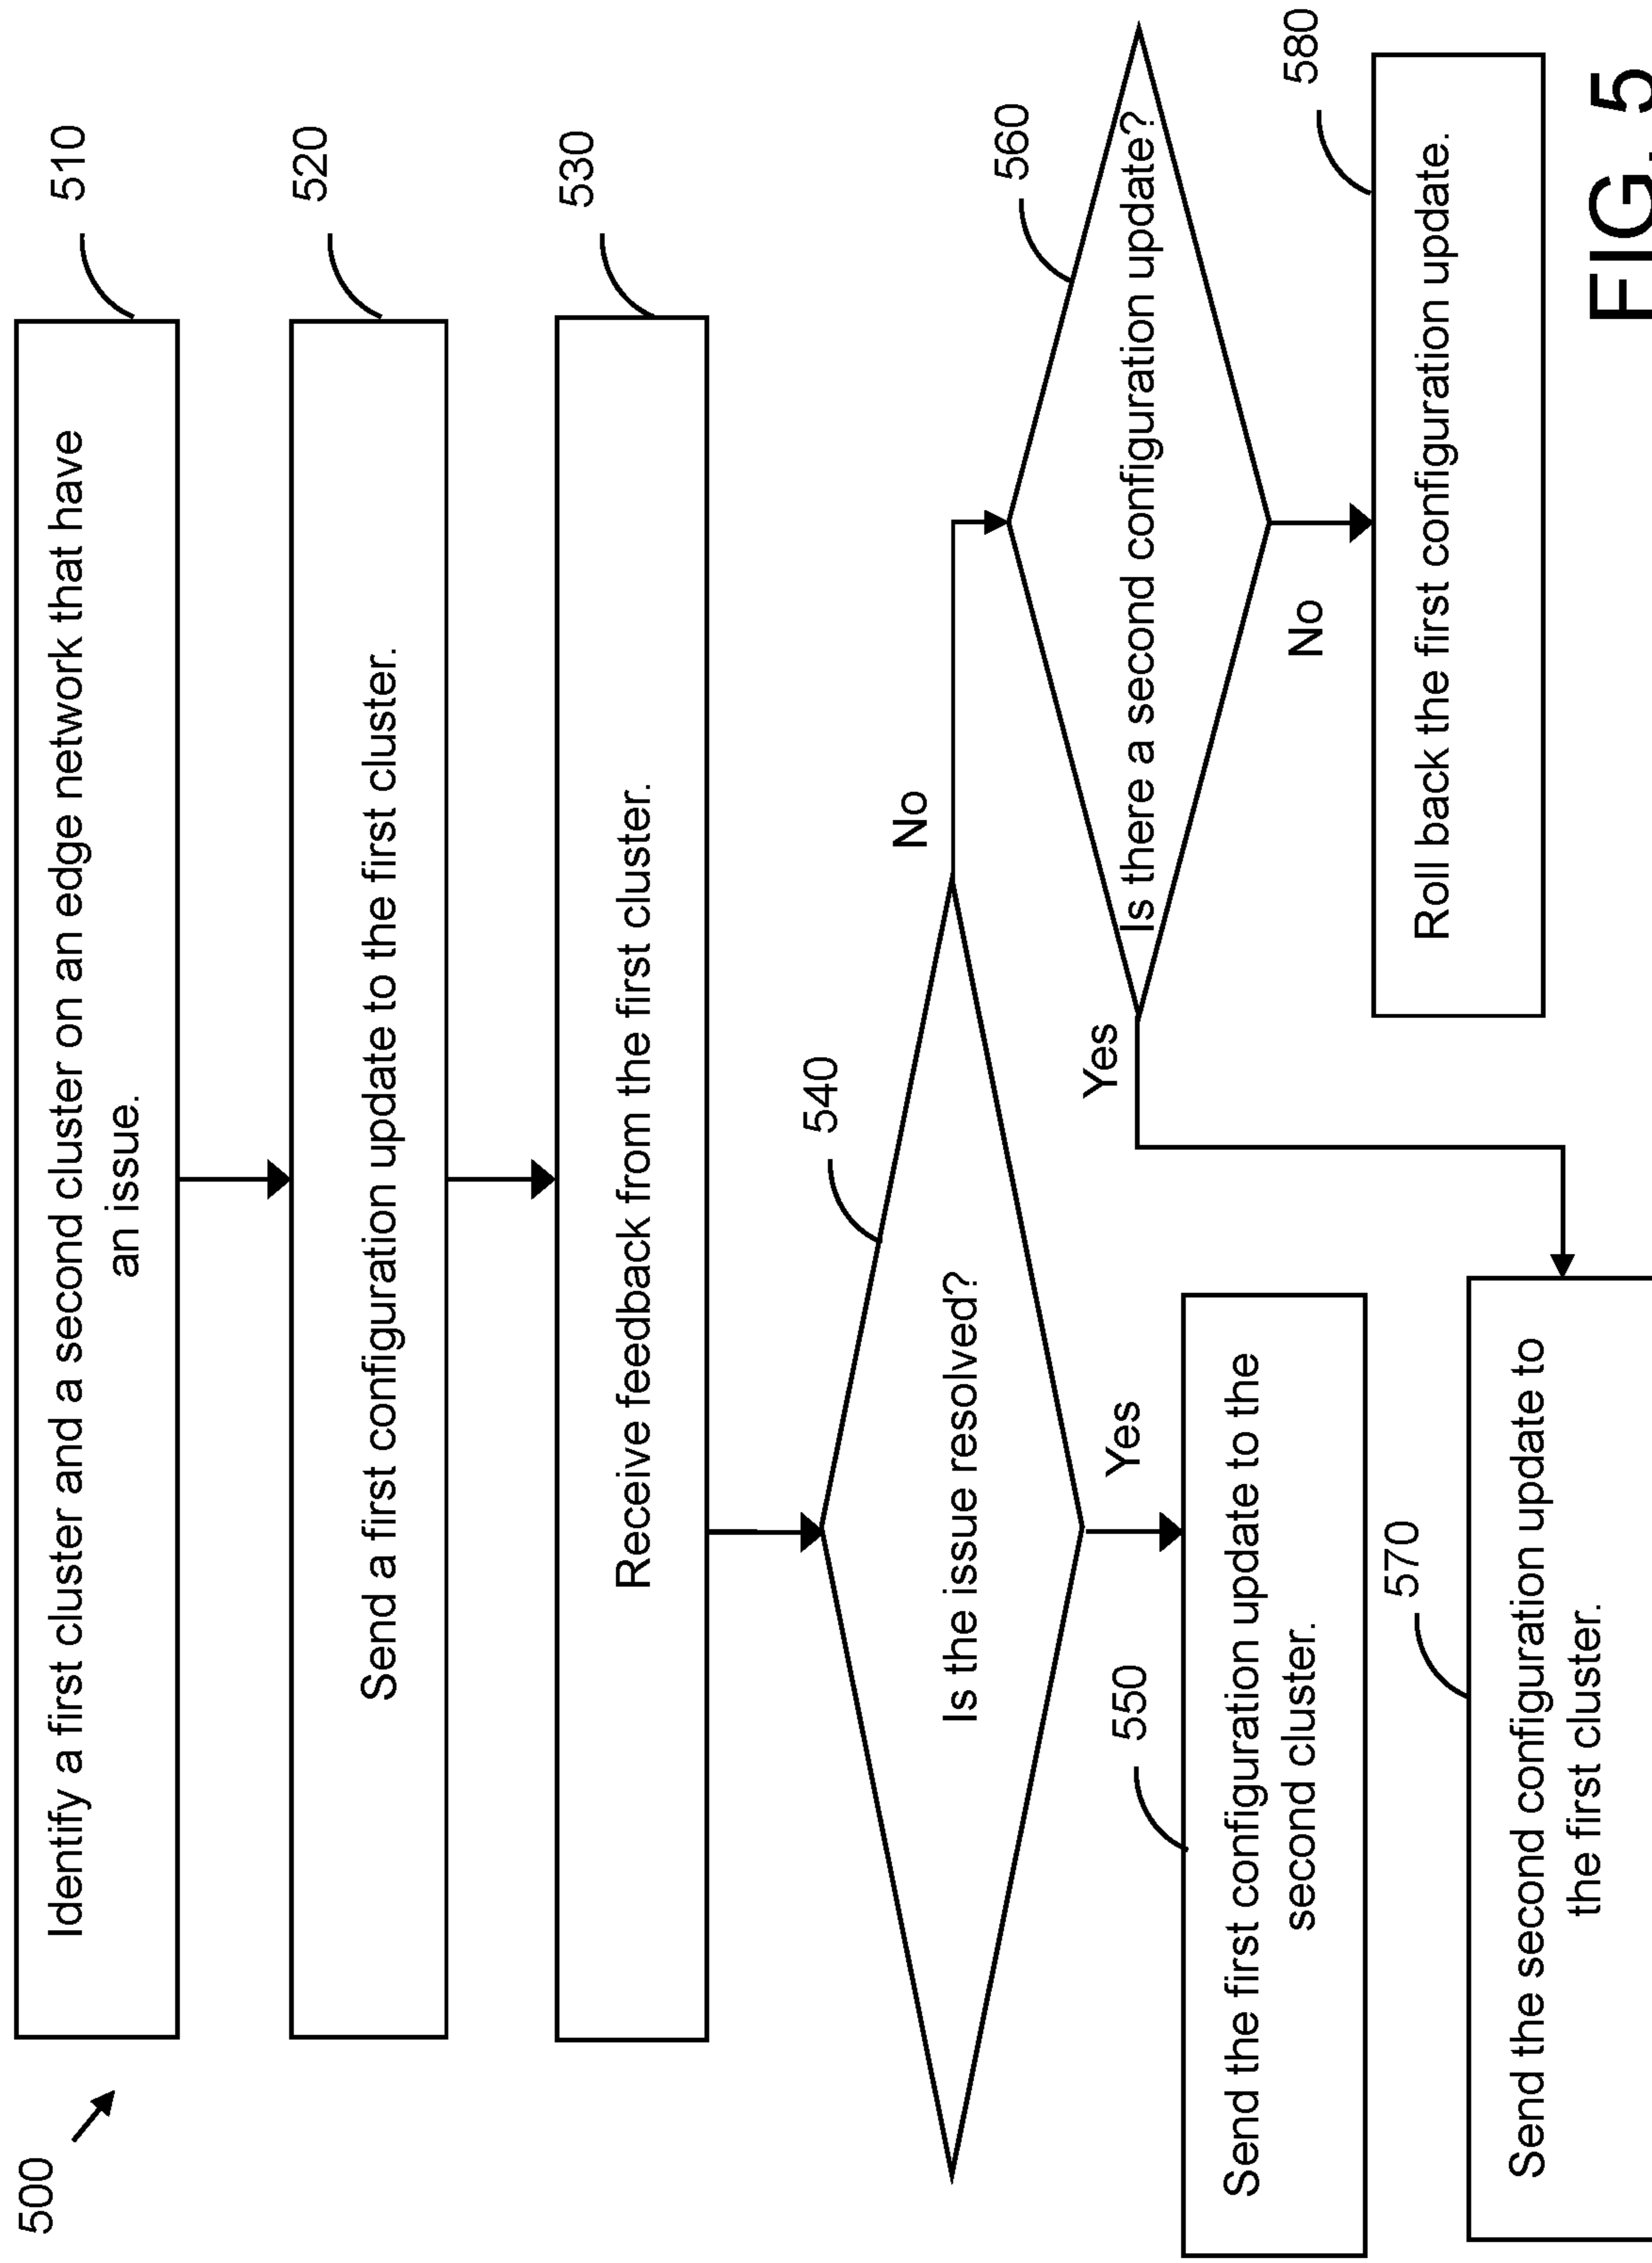 500
510
Identify a first cluster and a second cluster on an edge network that have
an issue.
520
Send a first configuration update to the first cluster.
530
Receive feedback from the first cluster.
540
Is the issue resolved?
No
Yes
550
Send the first configuration update to the
second cluster.
560
Is there a second configuration update?
Yes
No
570
Send the second configuration update to
the first cluster.
580
Roll back the first configuration update.
FIG. 5